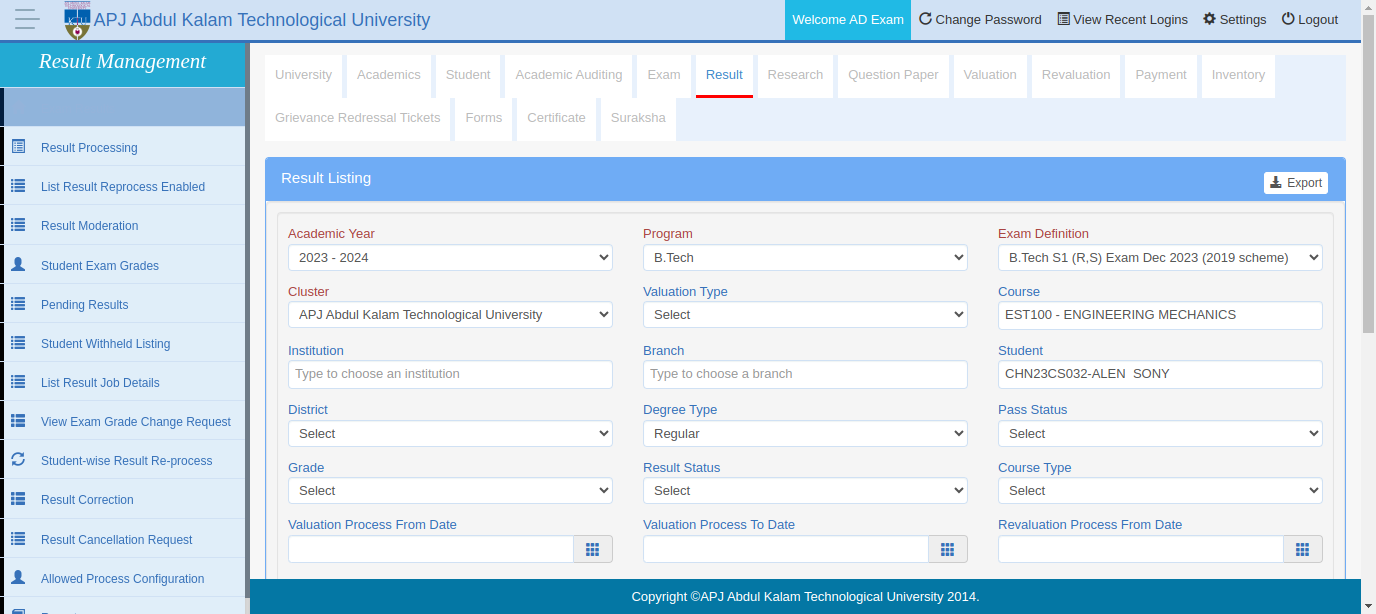 APJ Abdul Kalam Technological University
Welcome AD Exam Change Password View Recent Logins Settings Logout
Result Management
Result Processing
List Result Reprocess Enabled
Result Moderation
Student Exam Grades
Pending Results
Student Withheld Listing
List Result Job Details
View Exam Grade Change Request
Student-wise Result Re-process
Result Correction
Result Cancellation Request
Allowed Process Configuration
University Academics Student Academic Auditing Exam Result Research Question Paper Valuation Revaluation Payment Inventory
Grievance Redressal Tickets Forms Certificate Suraksha
Result Listing Export
Academic Year Program Exam Definition
2023 - 2024 B.Tech B.Tech S1 (R,S) Exam Dec 2023 (2019 scheme)
Cluster Valuation Type Course
APJ Abdul Kalam Technological University Select EST100 - ENGINEERING MECHANICS
Institution Branch Student
Type to choose an institution Type to choose a branch CHN23CS032-ALEN  SONY
District Degree Type Pass Status
Select Regular Select
Grade Result Status Course Type
Select Select Select
Valuation Process From Date Valuation Process To Date Revaluation Process From Date
Copyright ©APJ Abdul Kalam Technological University 2014.